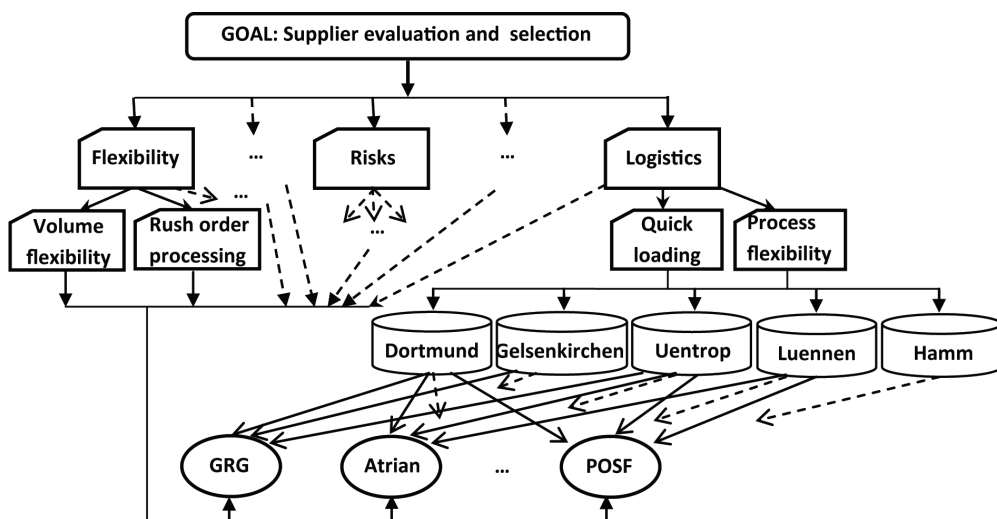 GOAL: Supplier evaluation and selection
Flexibility
...
Risks
...
Logistics
...
Volume
flexibility
Rush order
processing
...
Quick
loading
Process
flexibility
Dortmund
Gelsenkirchen
Uentrop
Luennen
Hamm
GRG
Atrian
...
POSF